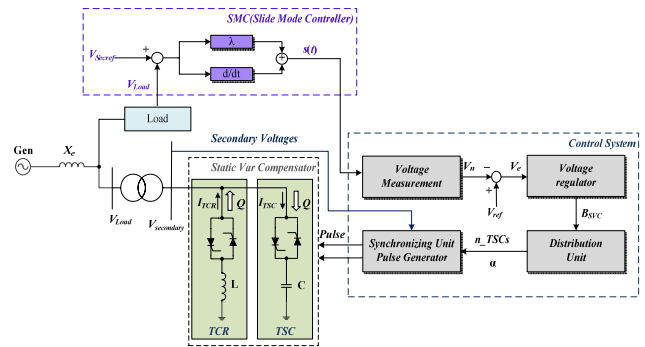 SMC(Slide Mode Controller)
V_Secref
+
λ
d/dt
+
s(t)
V_Load
Load
Gen
X_e
Secondary Voltages
Control System
Static Var Compensator
V_Load
V_secondary
I_TCR
Q
I_TSC
Q
L
C
TCR
TSC
Pulse
Voltage
Measurement
V_n
−
+
V_ref
V_e
Voltage
regulator
B_SVC
Synchronizing Unit
Pulse Generator
n_TSCs
α
Distribution
Unit